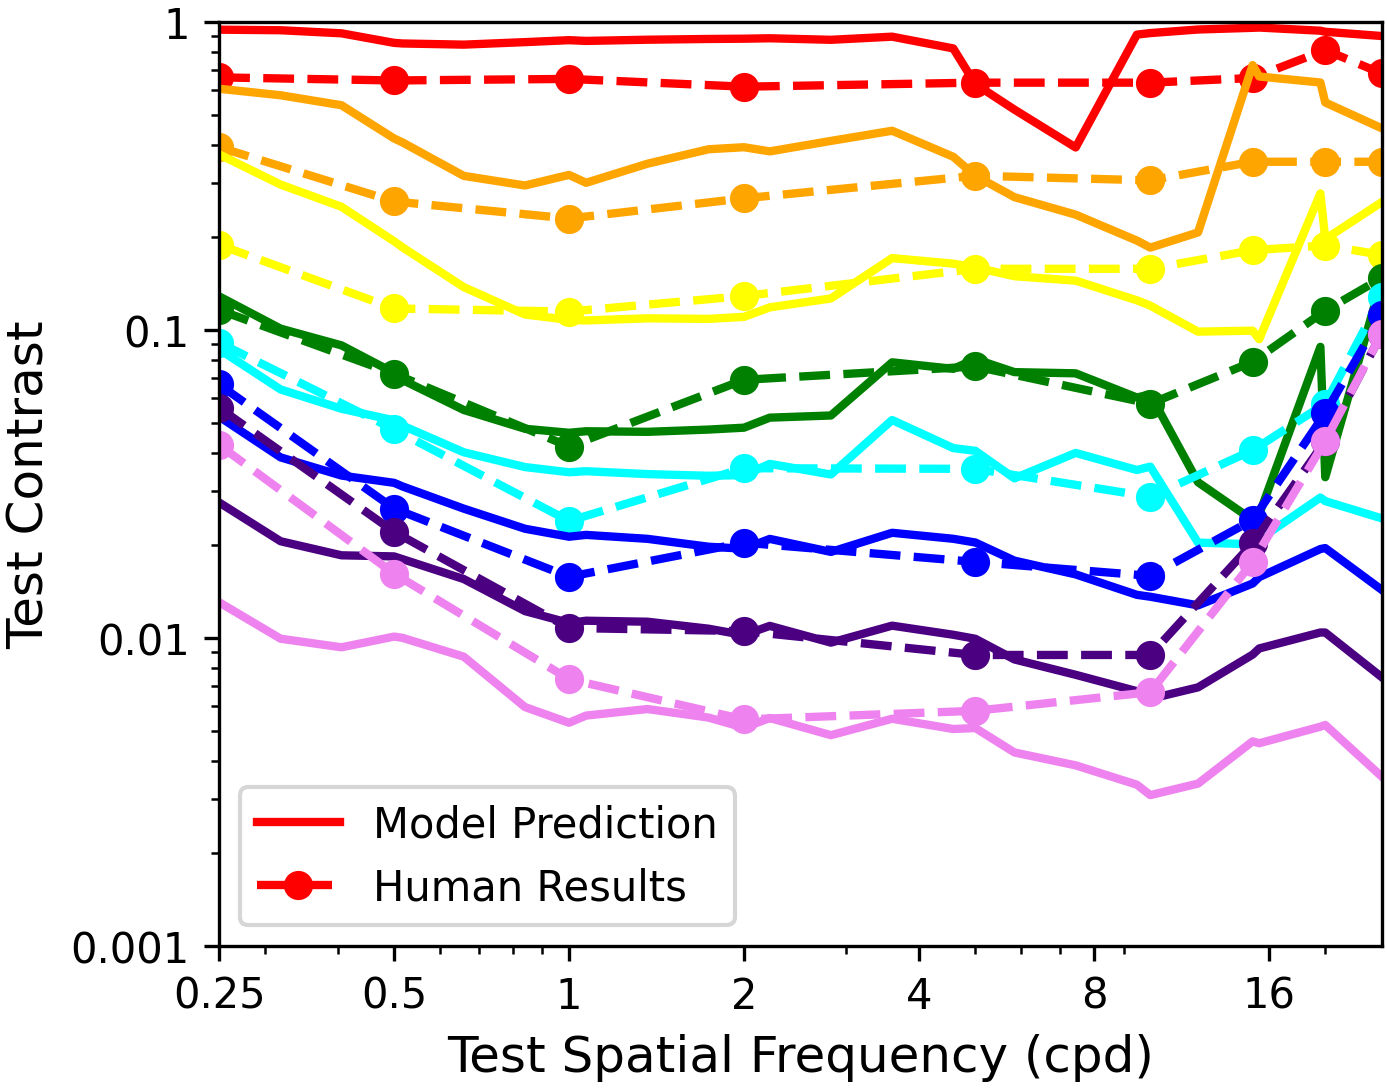 1
0.1
0.01
0.001
Test Contrast
Model Prediction
Human Results
0.25 0.5 1 2 4 8 16
Test Spatial Frequency (cpd)